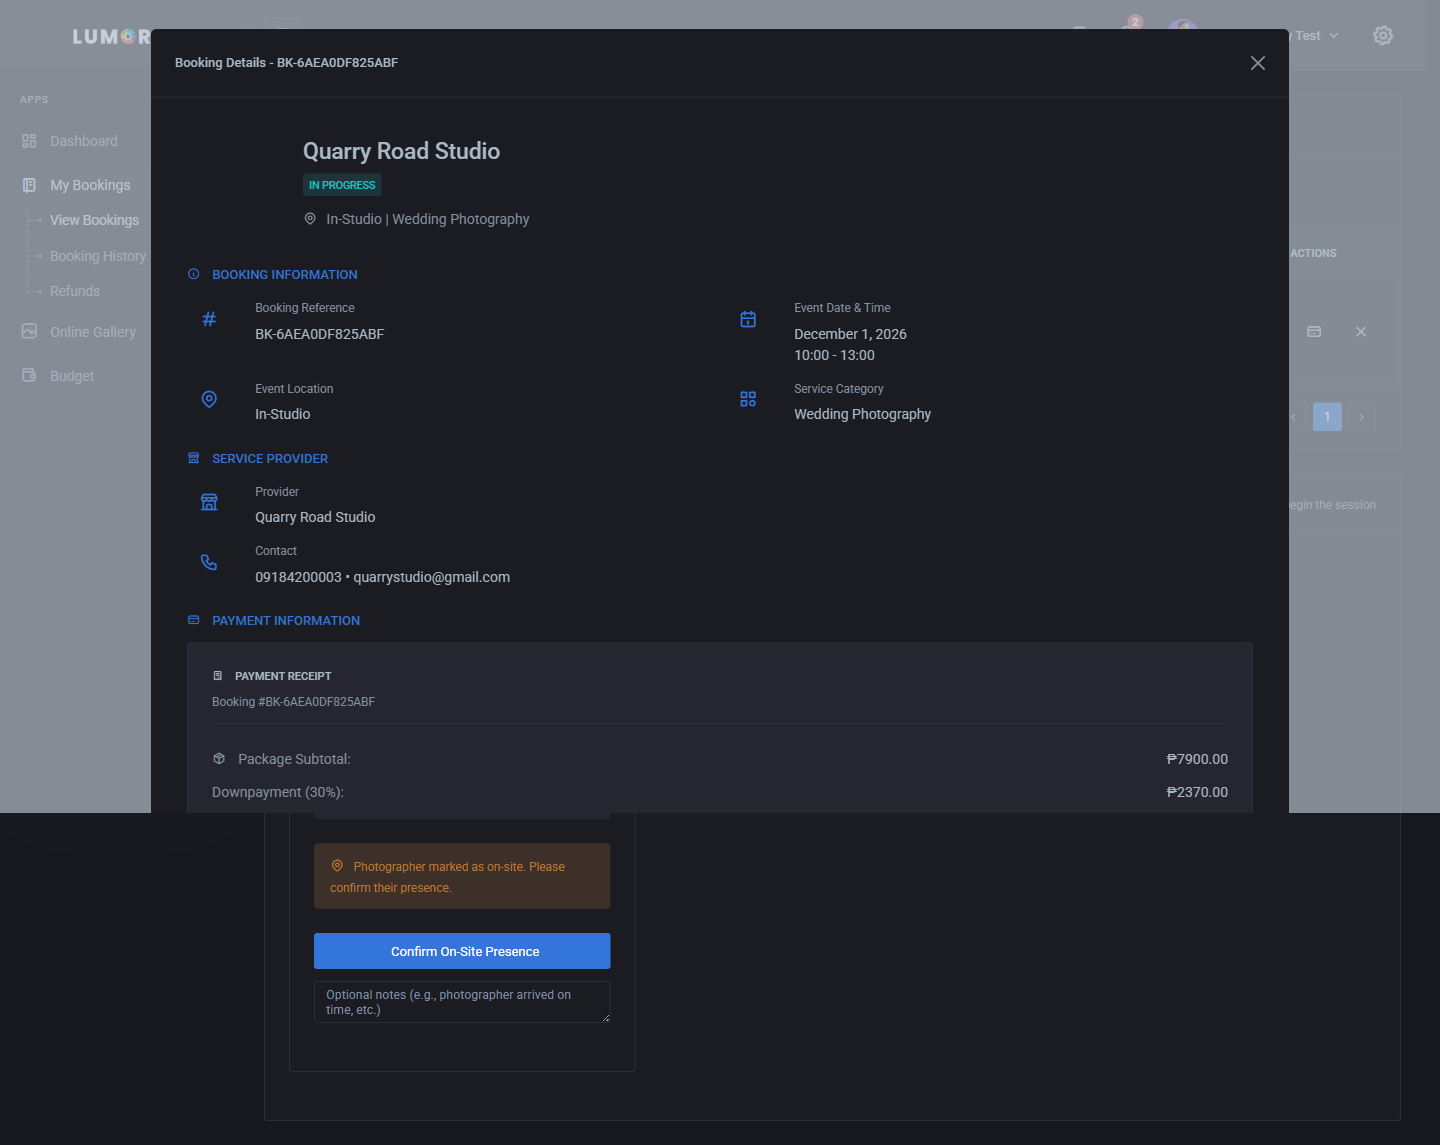 LUMOR
2
y Test
Booking Details - BK-6AEA0DF825ABF
APPS
Dashboard
My Bookings
View Bookings
Booking History
Refunds
Online Gallery
Budget
Quarry Road Studio
IN PROGRESS
In-Studio | Wedding Photography
BOOKING INFORMATION
Booking Reference
BK-6AEA0DF825ABF
Event Date & Time
December 1, 2026
10:00 - 13:00
Event Location
In-Studio
Service Category
Wedding Photography
SERVICE PROVIDER
Provider
Quarry Road Studio
Contact
09184200003 • quarrystudio@gmail.com
PAYMENT INFORMATION
PAYMENT RECEIPT
Booking #BK-6AEA0DF825ABF
Package Subtotal: ₱7900.00
Downpayment (30%): ₱2370.00
ACTIONS
1
egin the session
Photographer marked as on-site. Please
confirm their presence.
Confirm On-Site Presence
Optional notes (e.g., photographer arrived on
time, etc.)